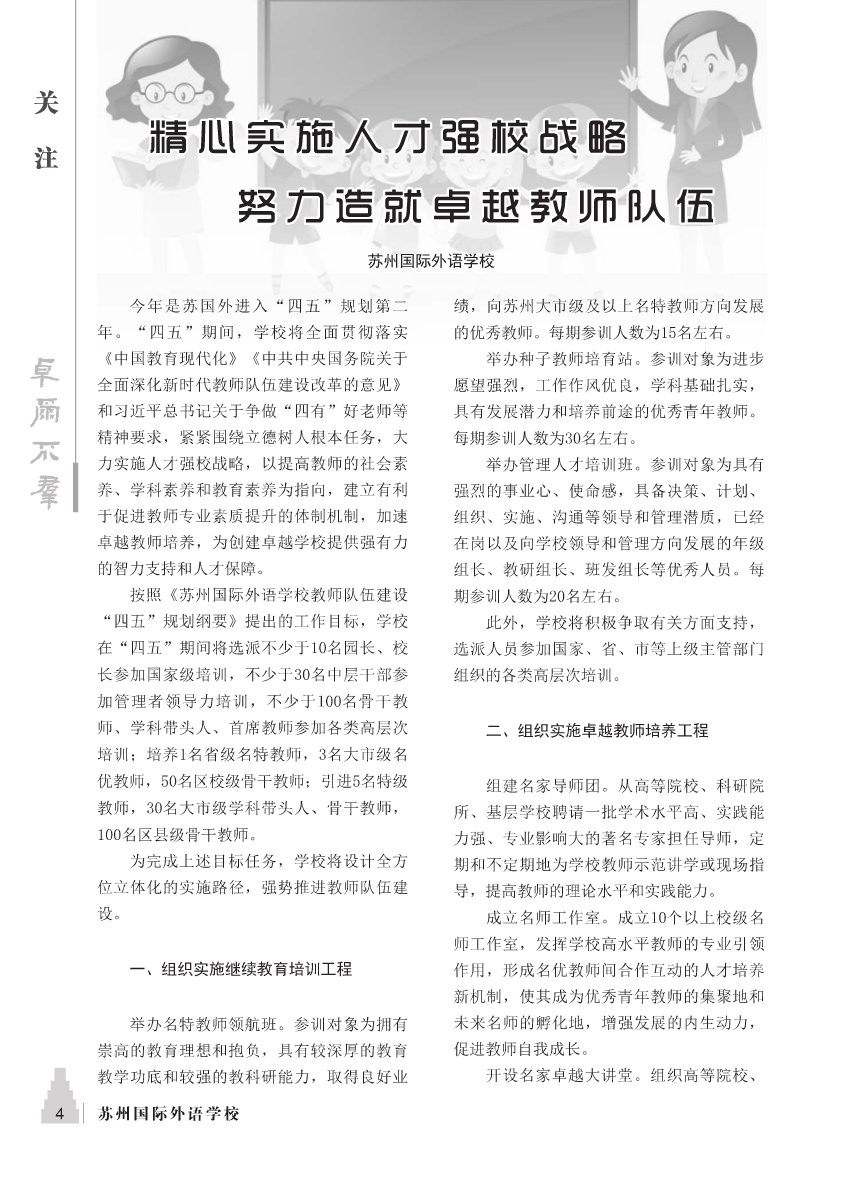 关
注
精心实施人才强校战略
努力造就卓越教师队伍
苏州国际外语学校
卓
尔
不
群
今年是苏国外进入“四五”规划第二
年。“四五”期间，学校将全面贯彻落实
《中国教育现代化》《中共中央国务院关于
全面深化新时代教师队伍建设改革的意见》
和习近平总书记关于争做“四有”好老师等
精神要求，紧紧围绕立德树人根本任务，大
力实施人才强校战略，以提高教师的社会素
养、学科素养和教育素养为指向，建立有利
于促进教师专业素质提升的体制机制，加速
卓越教师培养，为创建卓越学校提供强有力
的智力支持和人才保障。
按照《苏州国际外语学校教师队伍建设
“四五”规划纲要》提出的工作目标，学校
在“四五”期间将选派不少于10名园长、校
长参加国家级培训，不少于30名中层干部参
加管理者领导力培训，不少于100名骨干教
师、学科带头人、首席教师参加各类高层次
培训；培养1名省级名特教师，3名大市级名
优教师，50名区校级骨干教师；引进5名特级
教师，30名大市级学科带头人、骨干教师，
100名区县级骨干教师。
为完成上述目标任务，学校将设计全方
位立体化的实施路径，强势推进教师队伍建
设。
一、组织实施继续教育培训工程
举办名特教师领航班。参训对象为拥有
崇高的教育理想和抱负，具有较深厚的教育
教学功底和较强的教科研能力，取得良好业
绩，向苏州大市级及以上名特教师方向发展
的优秀教师。每期参训人数为15名左右。
举办种子教师培育站。参训对象为进步
愿望强烈，工作作风优良，学科基础扎实，
具有发展潜力和培养前途的优秀青年教师。
每期参训人数为30名左右。
举办管理人才培训班。参训对象为具有
强烈的事业心、使命感，具备决策、计划、
组织、实施、沟通等领导和管理潜质，已经
在岗以及向学校领导和管理方向发展的年级
组长、教研组长、班发组长等优秀人员。每
期参训人数为20名左右。
此外，学校将积极争取有关方面支持，
选派人员参加国家、省、市等上级主管部门
组织的各类高层次培训。
二、组织实施卓越教师培养工程
组建名家导师团。从高等院校、科研院
所、基层学校聘请一批学术水平高、实践能
力强、专业影响大的著名专家担任导师，定
期和不定期地为学校教师示范讲学或现场指
导，提高教师的理论水平和实践能力。
成立名师工作室。成立10个以上校级名
师工作室，发挥学校高水平教师的专业引领
作用，形成名优教师间合作互动的人才培养
新机制，使其成为优秀青年教师的集聚地和
未来名师的孵化地，增强发展的内生动力，
促进教师自我成长。
开设名家卓越大讲堂。组织高等院校、
4 苏州国际外语学校